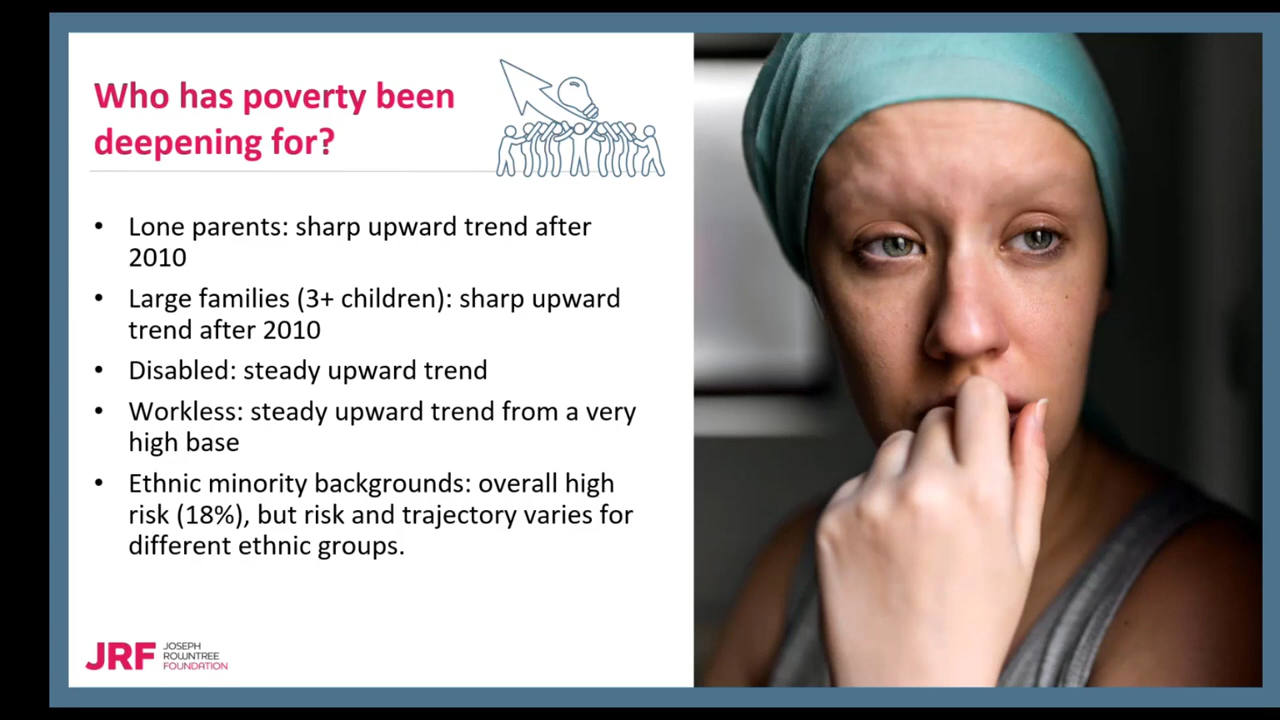 Who has poverty been
deepening for?
• Lone parents: sharp upward trend after
2010
• Large families (3+ children): sharp upward
trend after 2010
• Disabled: steady upward trend
• Workless: steady upward trend from a very
high base
• Ethnic minority backgrounds: overall high
risk (18%), but risk and trajectory varies for
different ethnic groups.
JRF JOSEPH
ROWNTREE
FOUNDATION